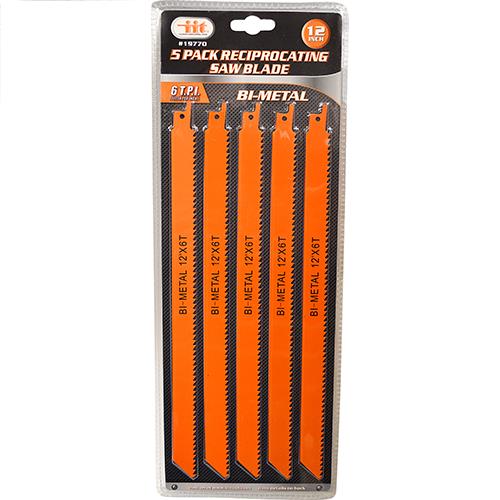 iit
#19770
5 PACK RECIPROCATING
SAW BLADE
12
INCH
6 T.P.I.
BI-METAL
BI-METAL 12"X6T
BI-METAL 12"X6T
BI-METAL 12"X6T
BI-METAL 12"X6T
BI-METAL 12"X6T